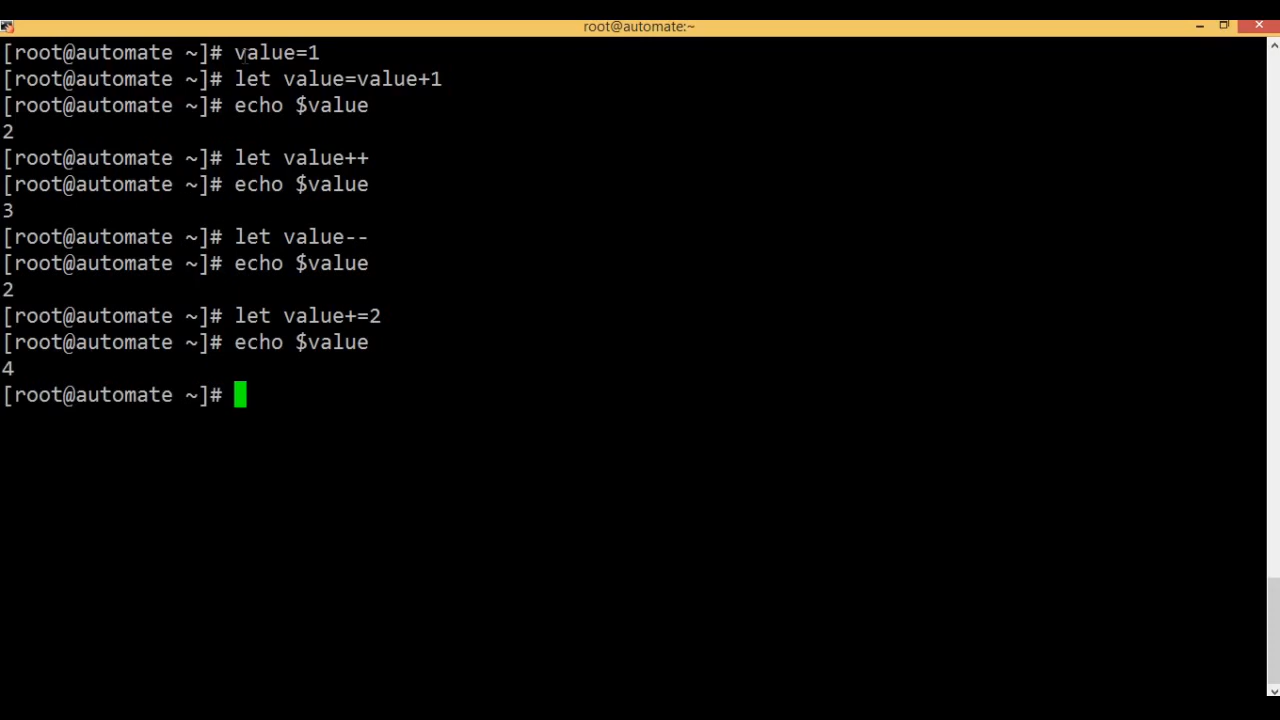 root@automate:~
[root@automate ~]# value=1
[root@automate ~]# let value=value+1
[root@automate ~]# echo $value
2
[root@automate ~]# let value++
[root@automate ~]# echo $value
3
[root@automate ~]# let value--
[root@automate ~]# echo $value
2
[root@automate ~]# let value+=2
[root@automate ~]# echo $value
4
[root@automate ~]#